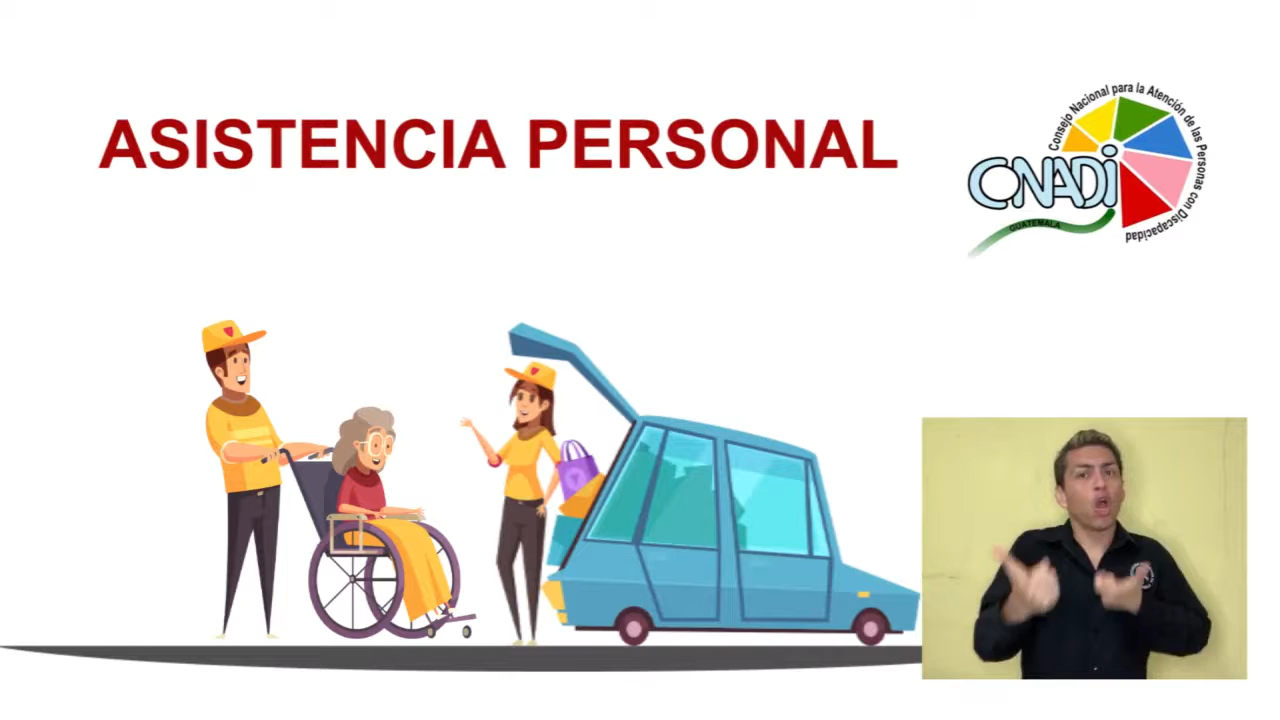 ASISTENCIA PERSONAL
Consejo Nacional para la Atención de las Personas con Discapacidad
CONADI
GUATEMALA